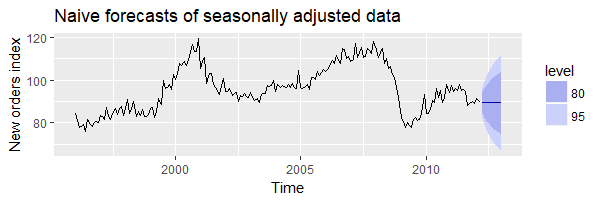 Naive forecasts of seasonally adjusted data
New orders index
120
100
80
2000
2005
2010
Time
level
80
95